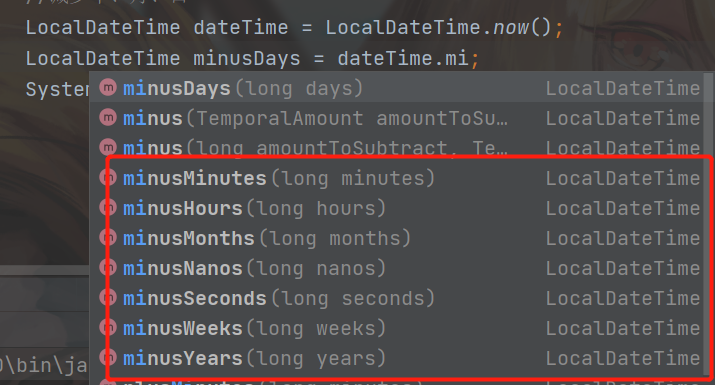 LocalDateTime dateTime = LocalDateTime.now();
LocalDateTime minusDays = dateTime.mi;
System
m minusDays(long days) LocalDateTime
m minus(TemporalAmount amountToSu… LocalDateTime
m minus(long amountToSubtract, Te… LocalDateTime
m minusMinutes(long minutes) LocalDateTime
m minusHours(long hours) LocalDateTime
m minusMonths(long months) LocalDateTime
m minusNanos(long nanos) LocalDateTime
m minusSeconds(long seconds) LocalDateTime
m minusWeeks(long weeks) LocalDateTime
m minusYears(long years) LocalDateTime
\bin\ja